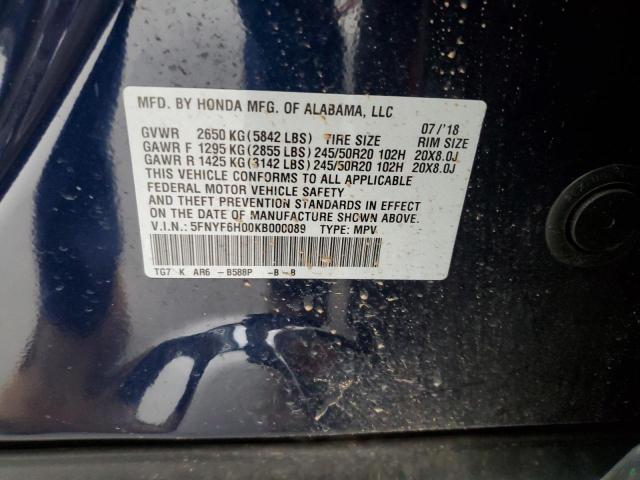 MFD. BY HONDA MFG. OF ALABAMA, LLC 07/'18
GVWR 2650 KG (5842 LBS) TIRE SIZE RIM SIZE
GAWR F 1295 KG (2855 LBS) 245/50R20 102H 20X8.0J
GAWR R 1425 KG (3142 LBS) 245/50R20 102H 20X8.0J
THIS VEHICLE CONFORMS TO ALL APPLICABLE
FEDERAL MOTOR VEHICLE SAFETY
AND THEFT PREVENTION STANDARDS IN EFFECT
ON THE DATE OF MANUFACTURE SHOWN ABOVE.
V.I.N.: 5FNYF6H00KB000089 TYPE: MPV
TG7 K AR6 - B588P -B -B